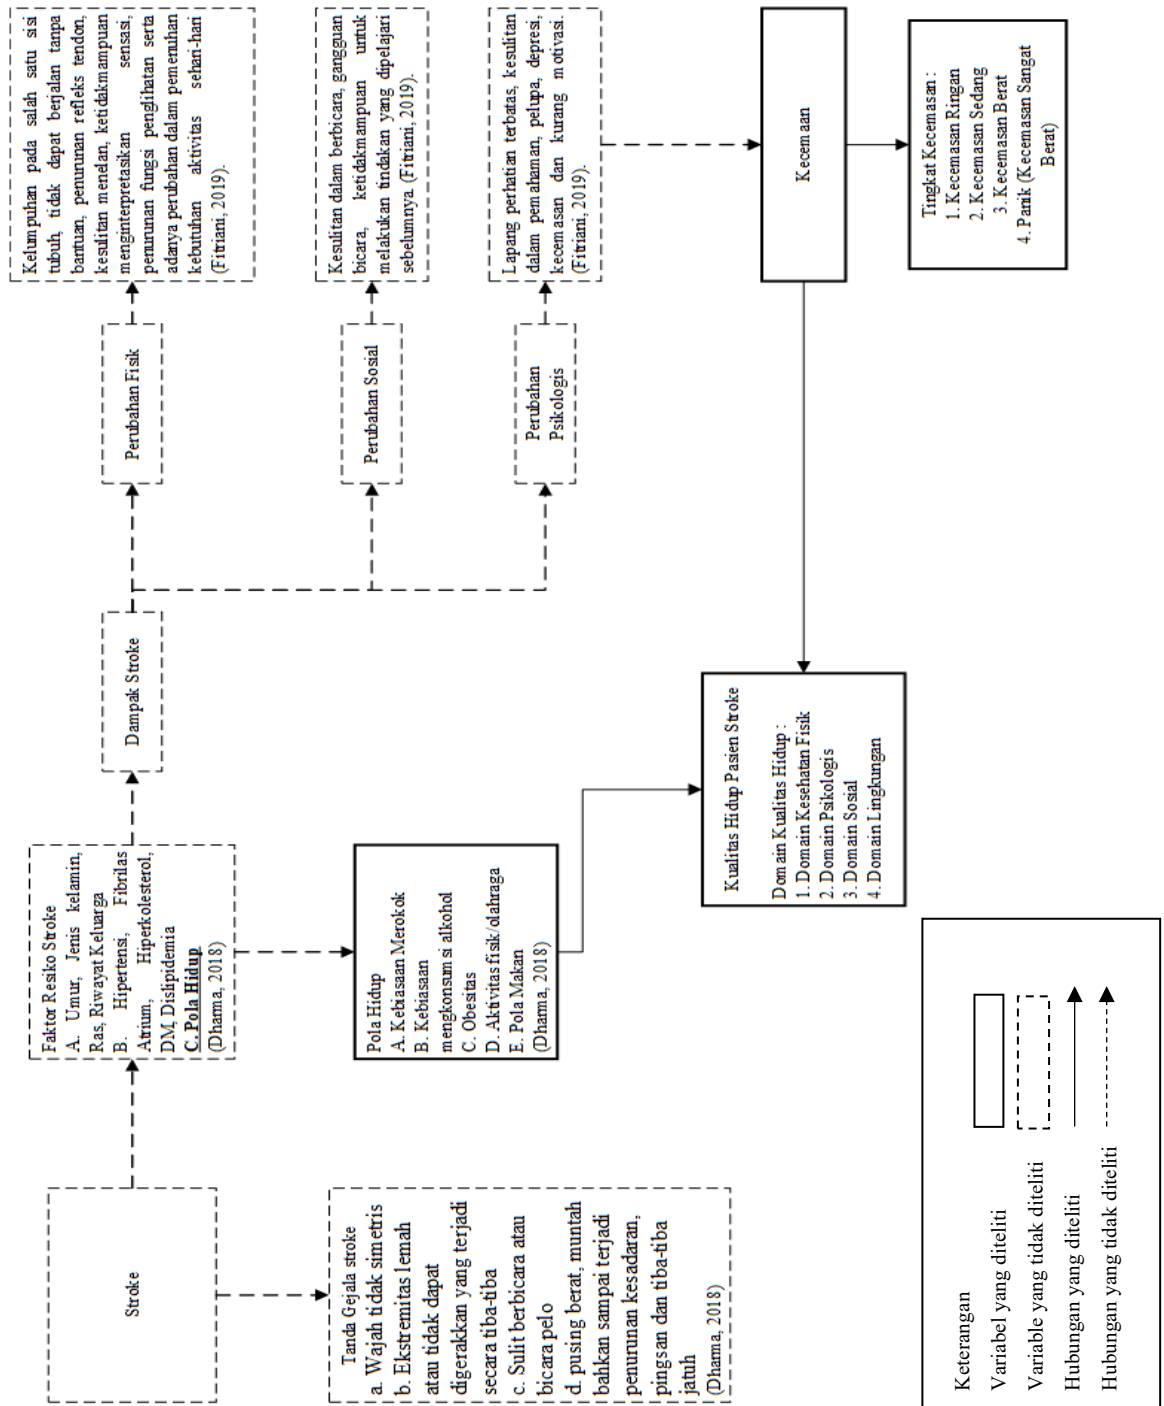 Stroke
Tanda Gejala stroke
a. Wajah tidak simetris
b. Ekstremitas lemah
atau tidak dapat
digerakkan yang terjadi
secara tiba-tiba
c. Sulit berbicara atau
bicara pelo
d. pusing berat, muntah
bahkan sampai terjadi
penurunan kesadaran,
pingsan dan tiba-tiba
jatuh
(Dharma, 2018)
Faktor Resiko Stroke
A. Umur, Jenis kelamin,
Ras, Riwayat Keluarga
B. Hipertensi, Fibrilas
Atrium, Hiperkolesterol,
DM, Dislipidemia
C. Pola Hidup
(Dharma, 2018)
Pola Hidup
A. Kebiasaan Merokok
B. Kebiasaan
mengkonsumsi alkohol
C. Obesitas
D. Aktivitas fisik/olahraga
E. Pola Makan
(Dharma, 2018)
Dampak Stroke
Perubahan Fisik
Kelumpuhan pada salah satu sisi
tubuh, tidak dapat berjalan tanpa
bantuan, penurunan refleks tendon,
kesulitan menelan, ketidakmampuan
menginterpretasikan sensasi,
penurunan fungsi penglihatan serta
adanya perubahan dalam pemenuhan
kebutuhan aktivitas sehari-hari
(Fitriani, 2019).
Perubahan Sosial
Kesulitan dalam berbicara, gangguan
bicara, ketidakmampuan untuk
melakukan tindakan yang dipelajari
sebelumnya (Fitriani, 2019).
Perubahan
Psikologis
Lapang perhatian terbatas, kesulitan
dalam pemahaman, pelupa, depresi,
kecemasan dan kurang motivasi.
(Fitriani, 2019).
Kecemaan
Tingkat Kecemasan :
1. Kecemasan Ringan
2. Kecemasan Sedang
3. Kecemasan Berat
4. Panik (Kecemasan Sangat
Berat)
Kualitas Hidup Pasien Stroke
Domain Kualitas Hidup :
1. Domain Kesehatan Fisik
2. Domain Psikologis
3. Domain Sosial
4. Domain Lingkungan
Keterangan
Variabel yang diteliti
Variable yang tidak diteliti
Hubungan yang diteliti
Hubungan yang tidak diteliti